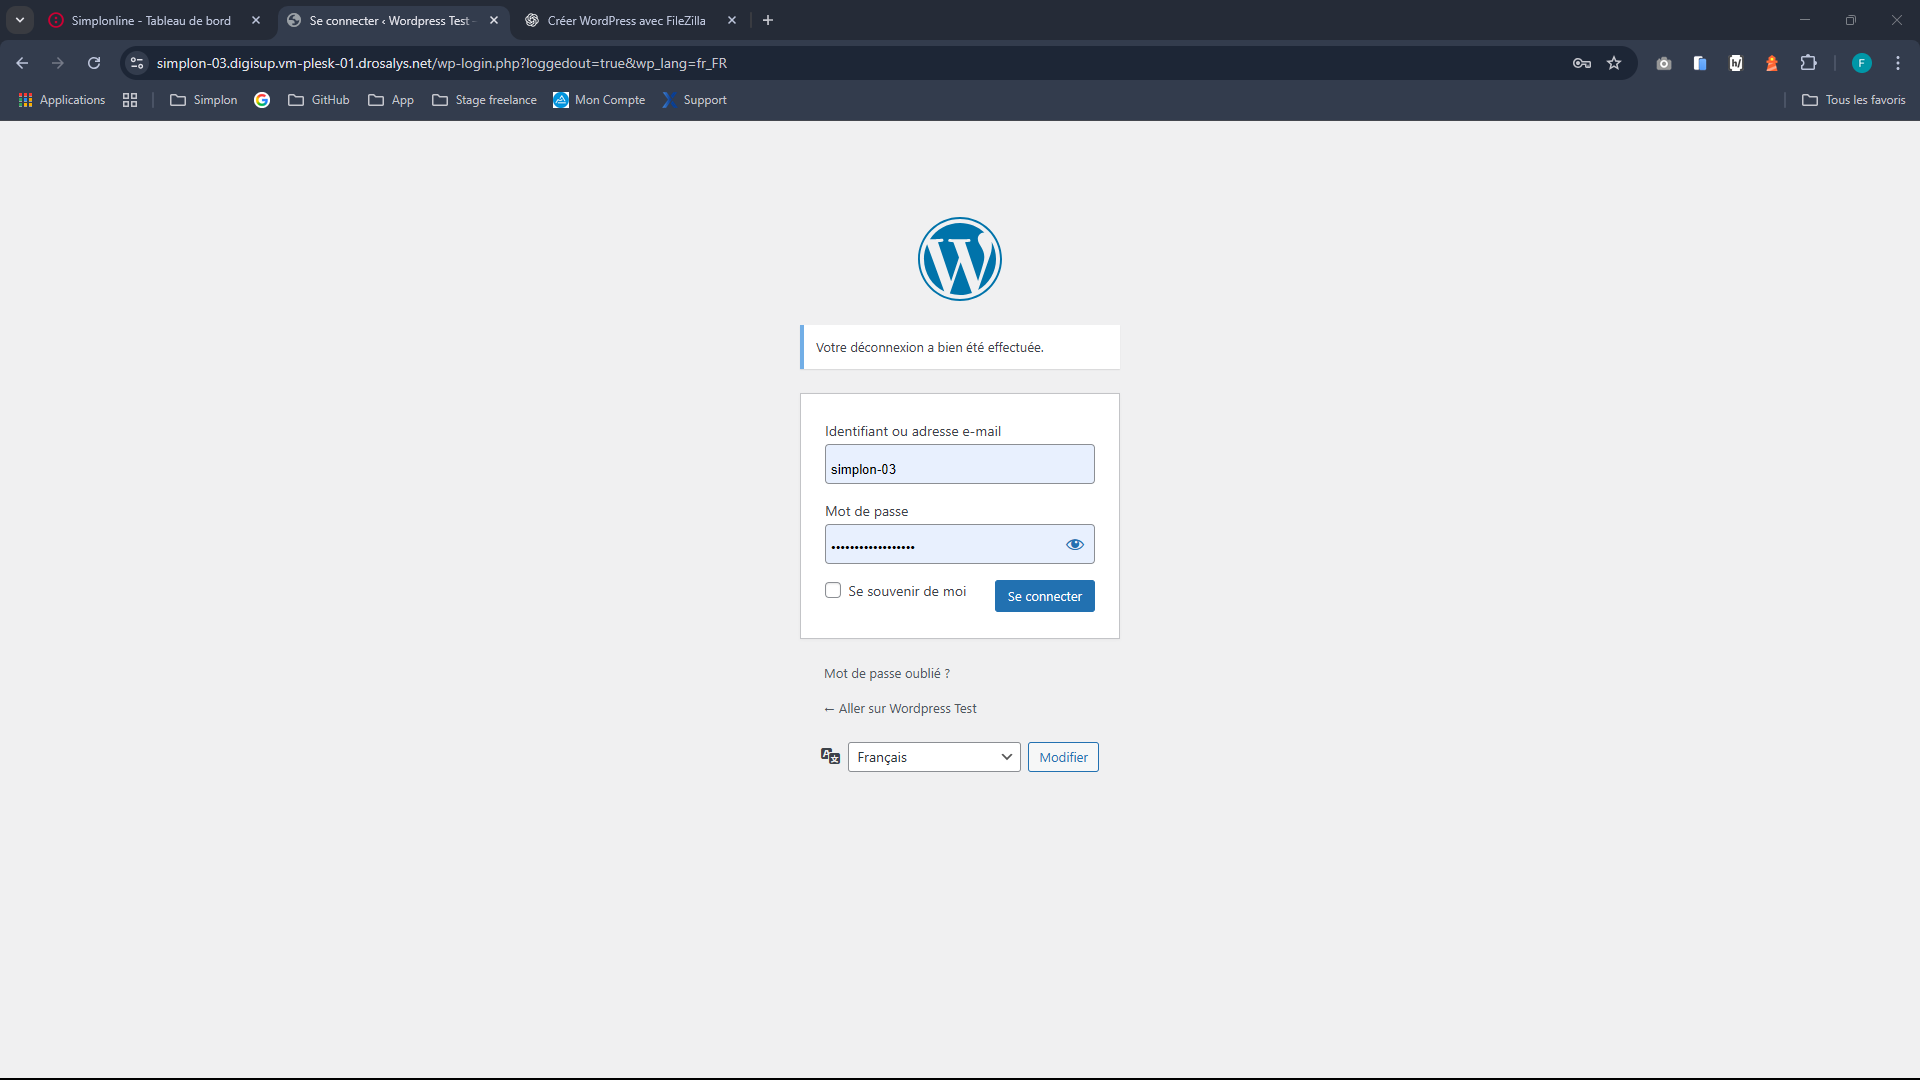 Simplonline - Tableau de bord
Se connecter ‹ Wordpress Test -
Créer WordPress avec FileZilla
simplon-03.digisup.vm-plesk-01.drosalys.net/wp-login.php?loggedout=true&wp_lang=fr_FR
F
Applications
Simplon
GitHub
App
Stage freelance
Mon Compte
Support
Tous les favoris
Votre déconnexion a bien été effectuée.
Identifiant ou adresse e-mail
simplon-03
Mot de passe
Se souvenir de moi
Se connecter
Mot de passe oublié ?
← Aller sur Wordpress Test
Français
Modifier